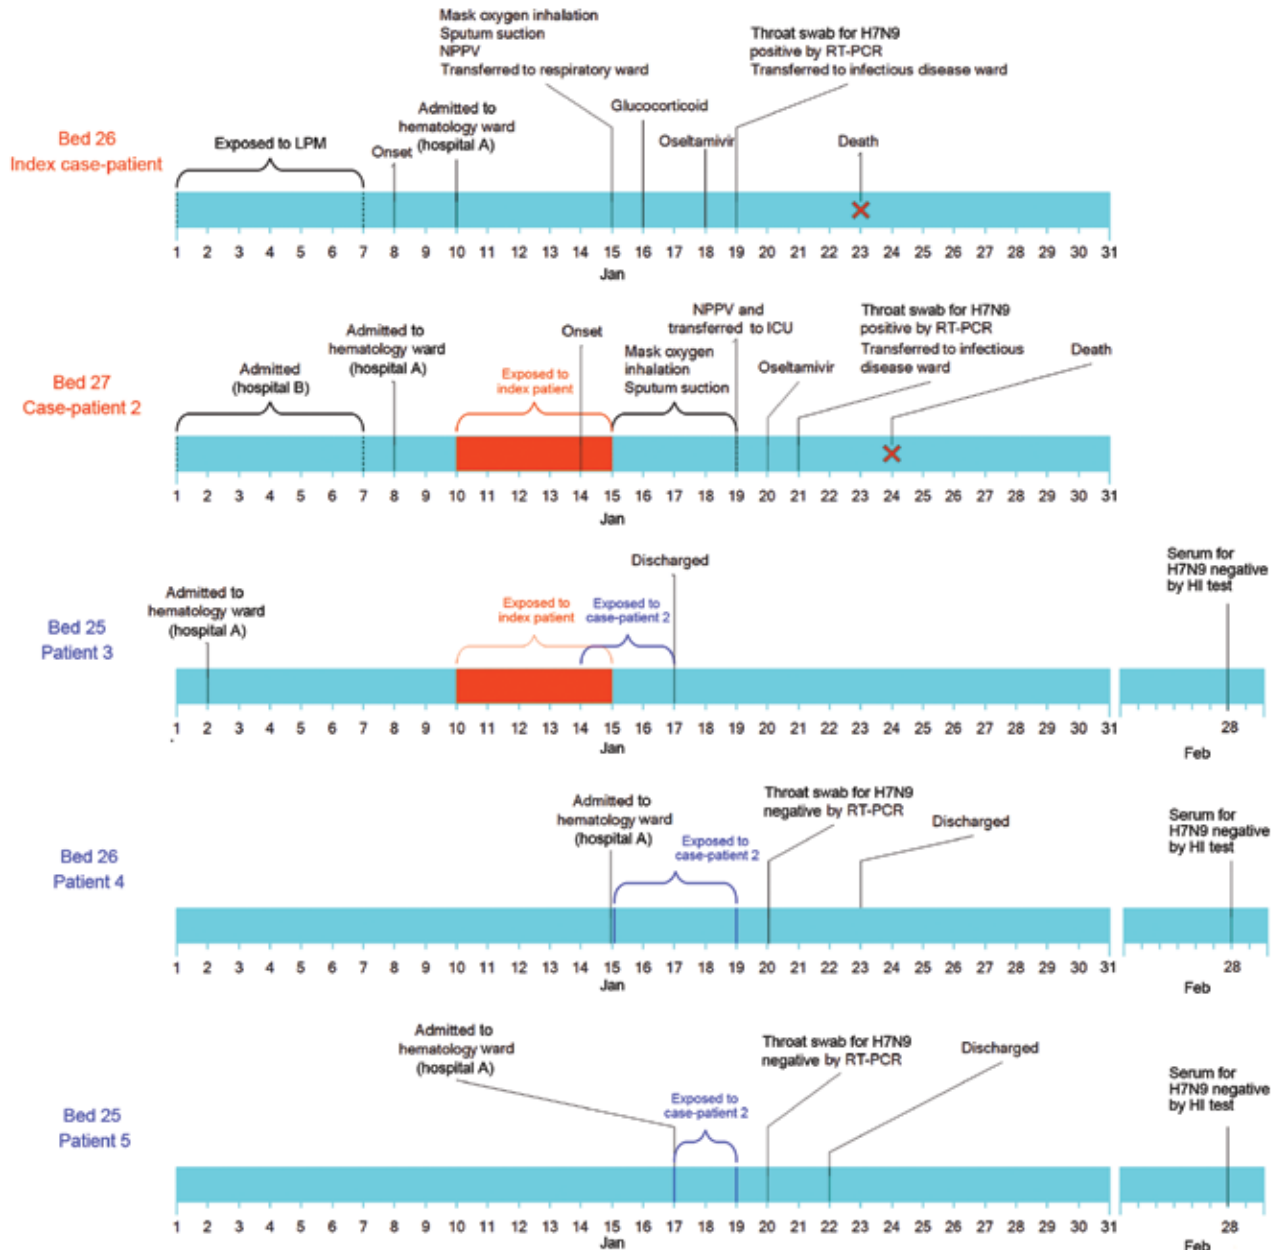 Mask oxygen inhalation
Sputum suction
NPPV
Transferred to respiratory ward
Throat swab for H7N9
positive by RT-PCR
Transferred to infectious disease ward
Glucocorticoid
Admitted to
hematology ward
(hospital A)
Bed 26
Index case-patient
Exposed to LPM
Onset
Oseltamivir
Death
1 2 3 4 5 6 7 8 9 10 11 12 13 14 15 16 17 18 19 20 21 22 23 24 25 26 27 28 29 30 31
Jan
NPPV and
transferred to ICU
Throat swab for H7N9
positive by RT-PCR
Transferred to infectious
disease ward
Admitted to
hematology ward
(hospital A)
Onset
Mask oxygen
inhalation
Sputum suction
Death
Bed 27
Case-patient 2
Admitted
(hospital B)
Exposed to
index patient
Oseltamivir
1 2 3 4 5 6 7 8 9 10 11 12 13 14 15 16 17 18 19 20 21 22 23 24 25 26 27 28 29 30 31
Jan
Discharged
Serum for
H7N9 negative
by HI test
Admitted to
hematology ward
(hospital A)
Exposed to
index patient
Exposed to
case-patient 2
Bed 25
Patient 3
1 2 3 4 5 6 7 8 9 10 11 12 13 14 15 16 17 18 19 20 21 22 23 24 25 26 27 28 29 30 31
28
Jan
Feb
Admitted to
hematology ward
(hospital A)
Throat swab for H7N9
negative by RT-PCR
Discharged
Serum for
H7N9 negative
by HI test
Exposed to
case-patient 2
Bed 26
Patient 4
1 2 3 4 5 6 7 8 9 10 11 12 13 14 15 16 17 18 19 20 21 22 23 24 25 26 27 28 29 30 31
28
Jan
Feb
Admitted to
hematology ward
(hospital A)
Throat swab for H7N9
negative by RT-PCR
Discharged
Serum for
H7N9 negative
by HI test
Exposed to
case-patient 2
Bed 25
Patient 5
1 2 3 4 5 6 7 8 9 10 11 12 13 14 15 16 17 18 19 20 21 22 23 24 25 26 27 28 29 30 31
28
Jan
Feb